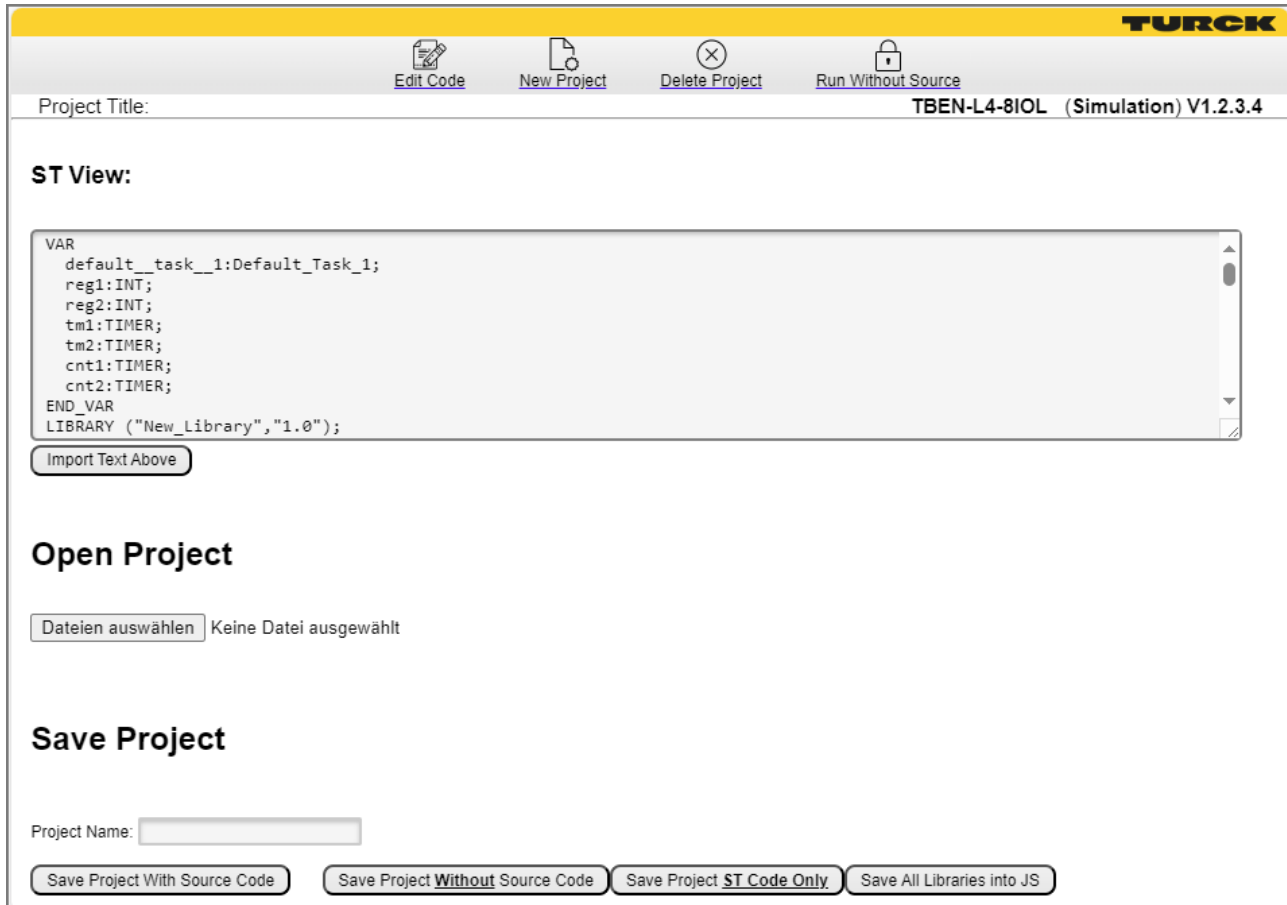 TURCK
Edit Code New Project Delete Project Run Without Source
Project Title: TBEN-L4-8IOL (Simulation) V1.2.3.4
ST View:
VAR
default__task__1:Default_Task_1;
reg1:INT;
reg2:INT;
tm1:TIMER;
tm2:TIMER;
cnt1:TIMER;
cnt2:TIMER;
END_VAR
LIBRARY ("New_Library","1.0");
Import Text Above
Open Project
Dateien auswählen Keine Datei ausgewählt
Save Project
Project Name:
Save Project With Source Code Save Project Without Source Code Save Project ST Code Only Save All Libraries into JS